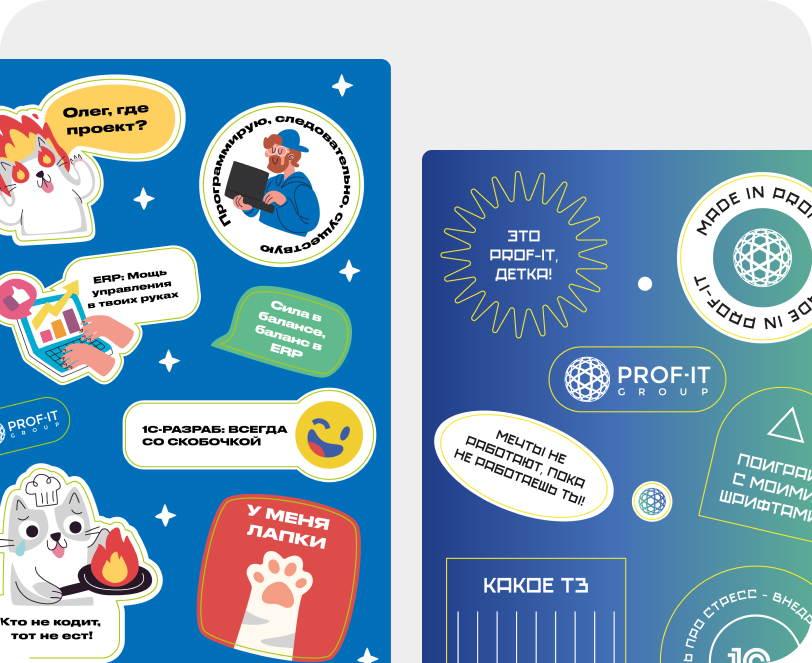 Олег, где
проект?
Программирую, следовательно, существую
ERP: Мощь
управления
в твоих руках
Сила в
балансе,
баланс в
ERP
PROF-IT
GROUP
1С-РАЗРАБ: ВСЕГДА
СО СКОБОЧКОЙ
У МЕНЯ
ЛАПКИ
Кто не кодит,
тот не ест!
ЭТО
PROF-IT,
ДЕТКА!
MADE IN PROF
DE IN PROF-IT
PROF-IT
GROUP
МЕЧТЫ НЕ
РАБОТАЮТ, ПОКА
НЕ РАБОТАЕШЬ ТЫ!
ПОИГРАЙ
С МОИМИ
ШРИФТАМИ
КАКОЕ ТЗ
Ь ПРО СТРЕСС - ВНЕД
1С